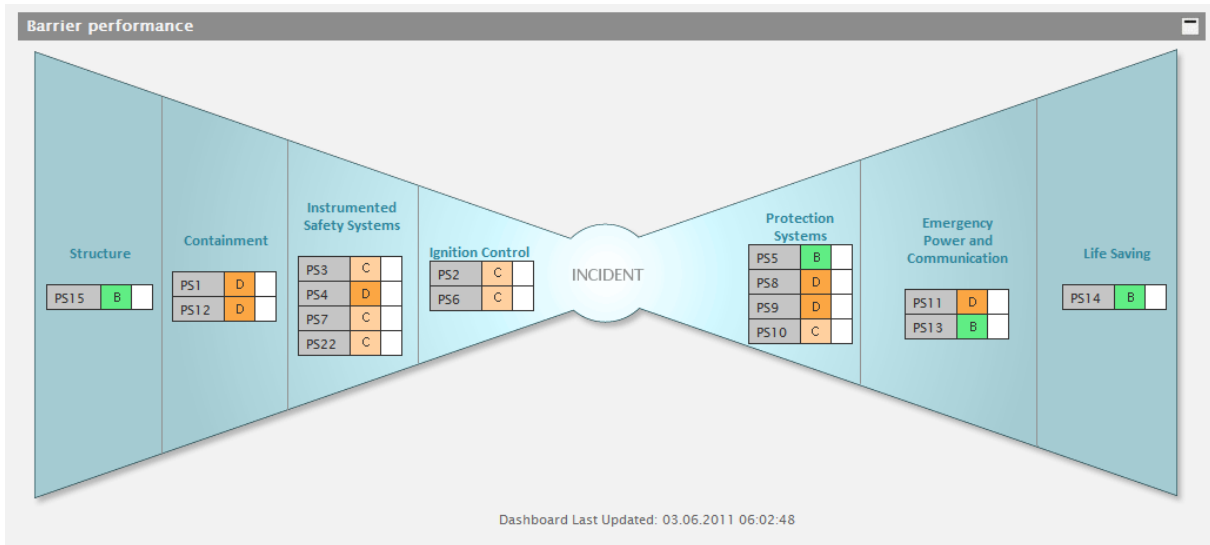 Barrier performance
Structure
PS15 B
Containment
PS1 D
PS12 D
Instrumented
Safety Systems
PS3 C
PS4 D
PS7 C
PS22 C
Ignition Control
PS2 C
PS6 C
INCIDENT
Protection
Systems
PS5 B
PS8 D
PS9 D
PS10 C
Emergency
Power and
Communication
PS11 D
PS13 B
Life Saving
PS14 B
Dashboard Last Updated: 03.06.2011 06:02:48